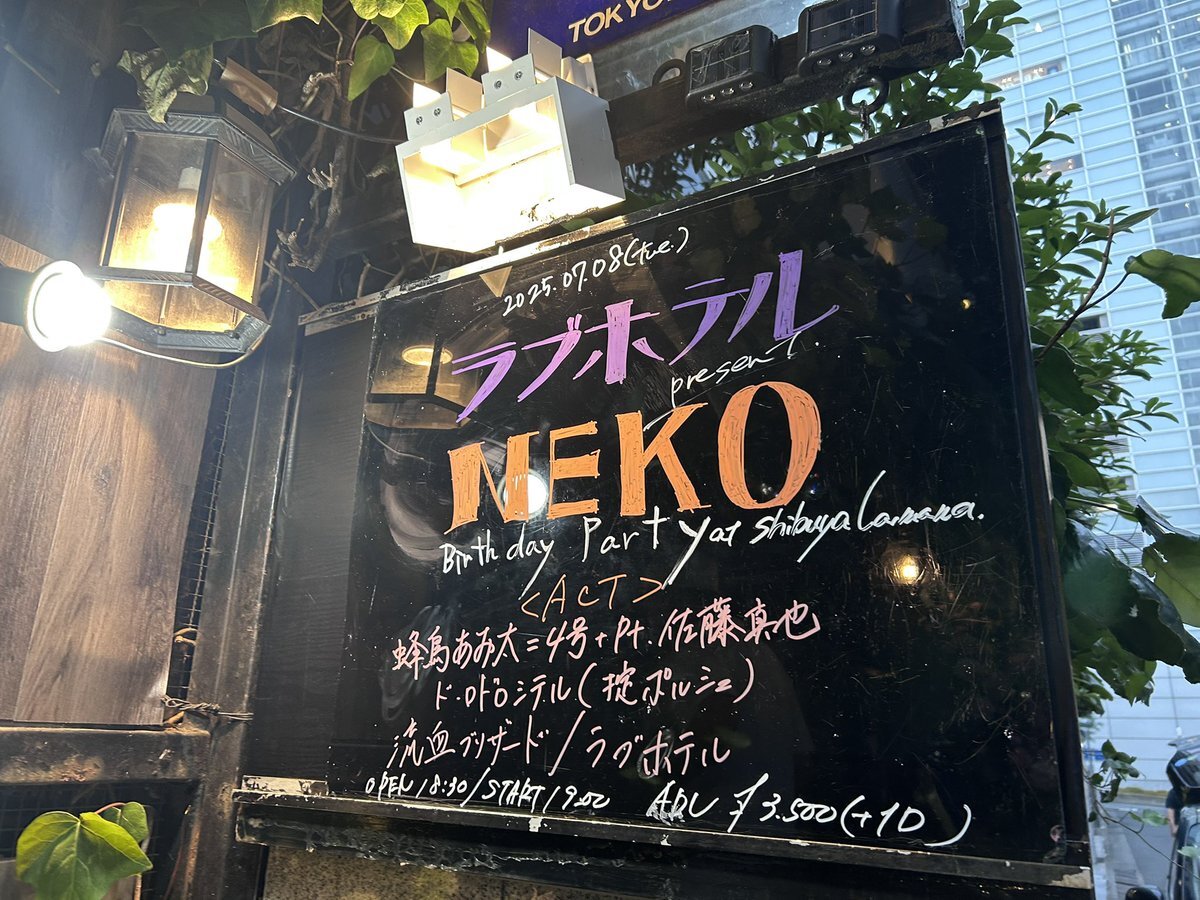 TOKYO
2025.07.08(tue.)
ラブホテル
present.
NEKO
Birthday Party at Shibuya La.mama.
<ACT>
蜂鳥あみ太=4号+Pf.佐藤真也
ド・ロドロシテル(掟ポルシェ)
流血ブリザード/ラブホテル
OPEN 18:30/START 19:00 ADV ¥3.500(+1D)